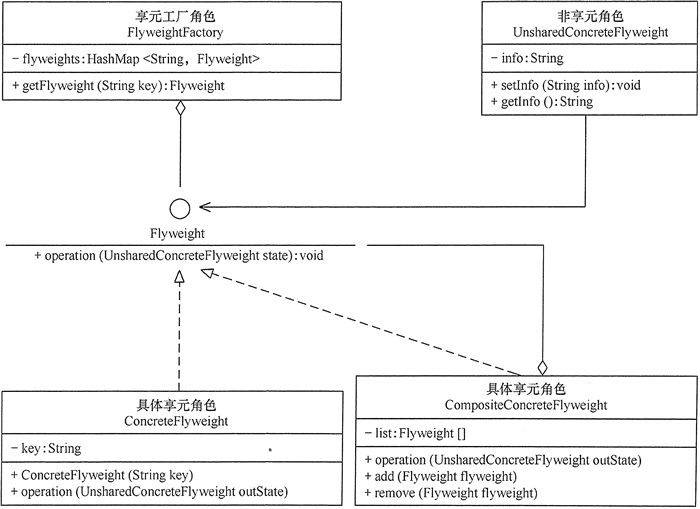 享元工厂角色
FlyweightFactory
− flyweights:HashMap <String, Flyweight>
+ getFlyweight (String key):Flyweight
非享元角色
UnsharedConcreteFlyweight
− info:String
+ setInfo (String info):void
+ getInfo ():String
Flyweight
+ operation (UnsharedConcreteFlyweight state):void
具体享元角色
ConcreteFlyweight
− key:String
+ ConcreteFlyweight (String key)
+ operation (UnsharedConcreteFlyweight outState)
具体享元角色
CompositeConcreteFlyweight
− list:Flyweight []
+ operation (UnsharedConcreteFlyweight outState)
+ add (Flyweight flyweight)
+ remove (Flyweight flyweight)